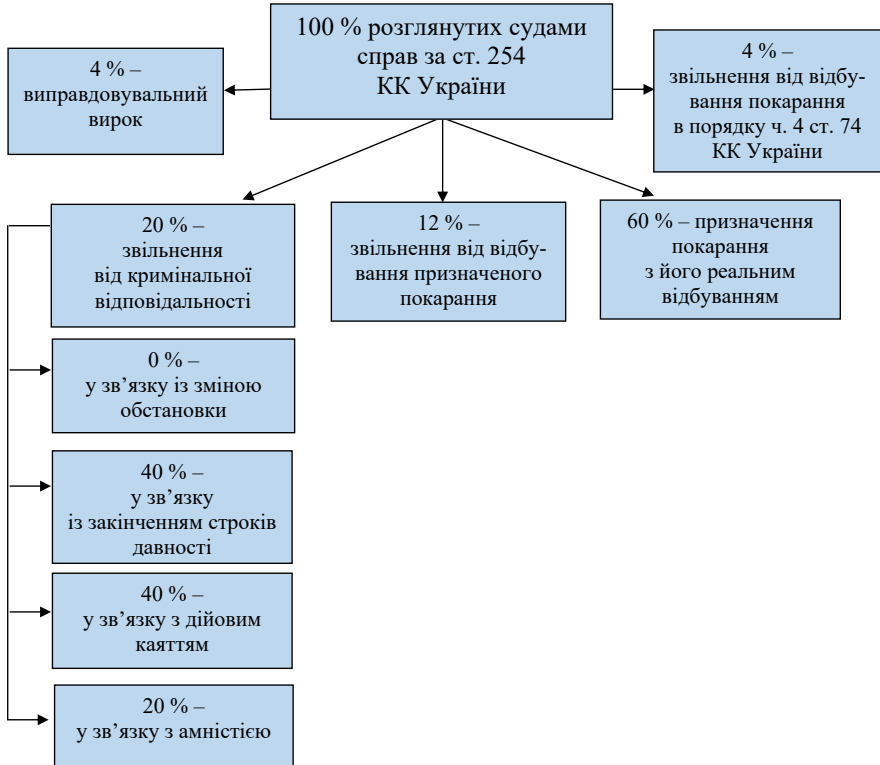 100 % розглянутих судами
справ за ст. 254
КК України
4 % –
виправдовувальний
вирок
4 % –
звільнення від відбу-
вання покарання
в порядку ч. 4 ст. 74
КК України
20 % –
звільнення
від кримінальної
відповідальності
12 % –
звільнення від відбу-
вання призначеного
покарання
60 % – призначення
покарання
з його реальним
відбуванням
0 % –
у зв’язку із зміною
обстановки
40 % –
у зв’язку
із закінченням строків
давності
40 % –
у зв’язку з дійовим
каяттям
20 % –
у зв’язку з амністією